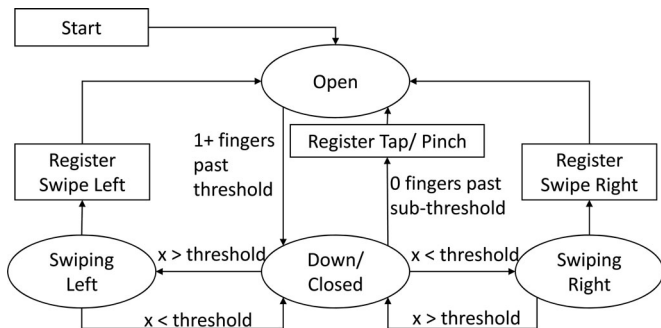 Start
Open
1+ fingers
past
threshold
Register Tap/ Pinch
Register
Swipe Left
Register
Swipe Right
0 fingers past
sub-threshold
Swiping
Left
x > threshold
Down/
Closed
x < threshold
Swiping
Right
x < threshold
x > threshold